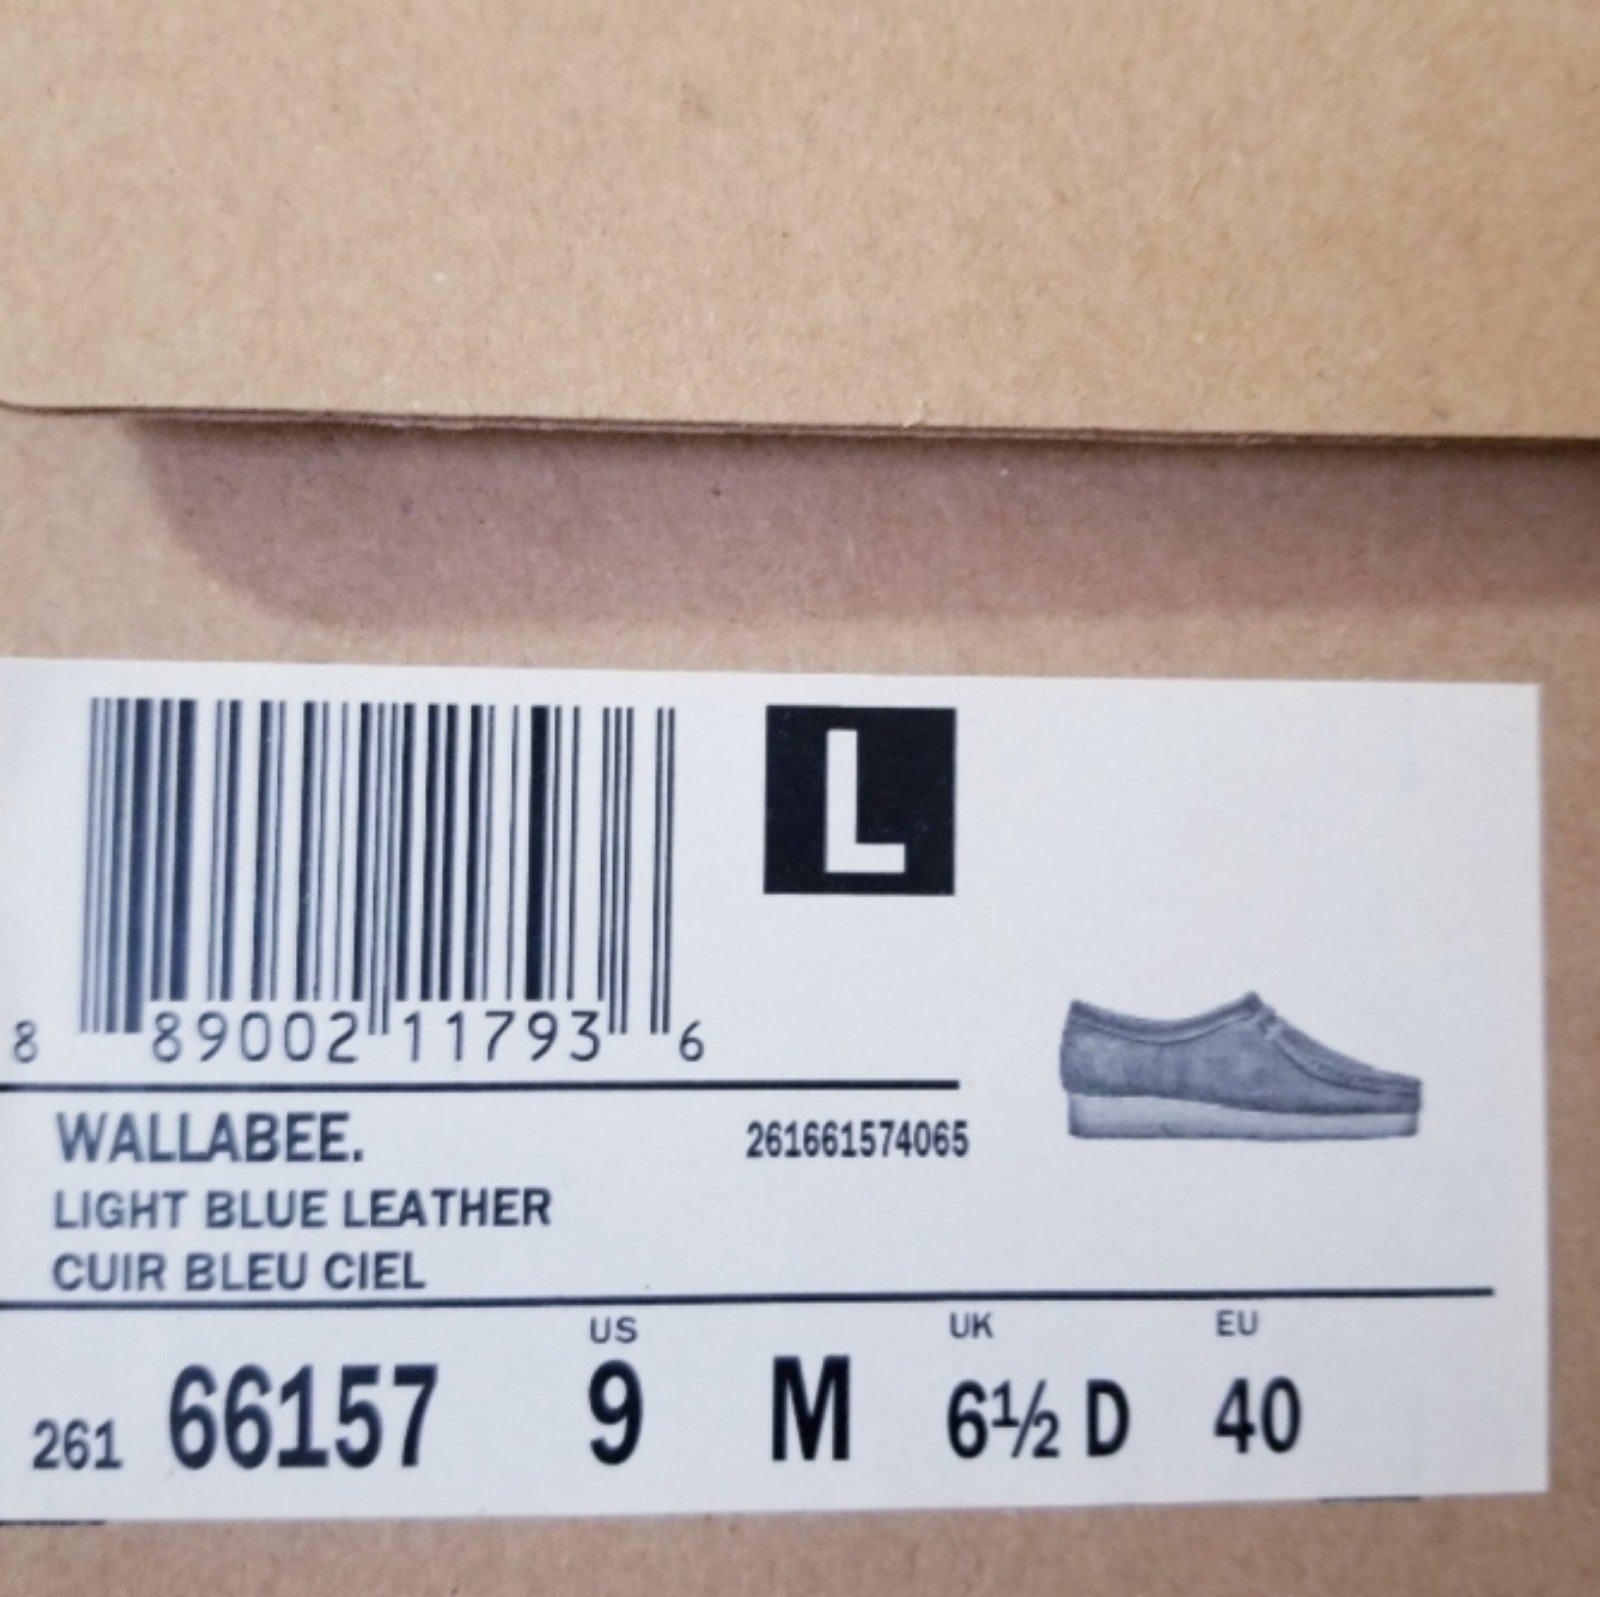 L
8 89002 11793 6
WALLABEE. 261661574065
LIGHT BLUE LEATHER
CUIR BLEU CIEL
US UK EU
261 66157 9 M 6½ D 40